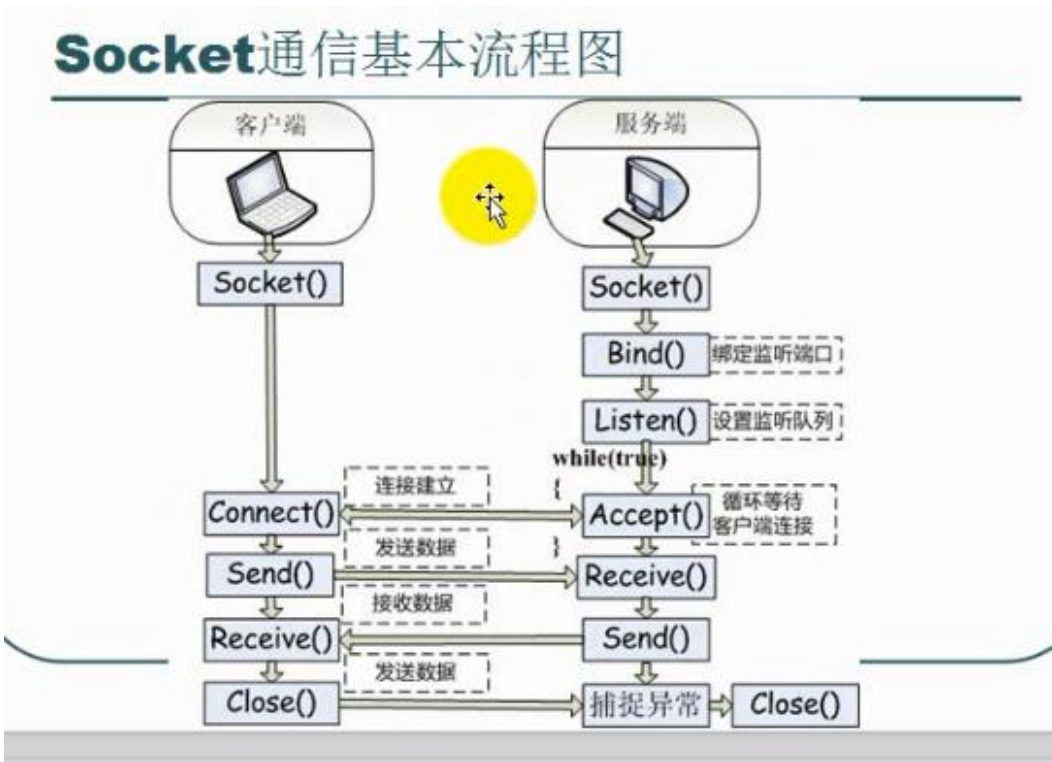 Socket通信基本流程图
客户端
服务端
Socket()
Socket()
Bind()
绑定监听端口
Listen()
设置监听队列
while(true)
{
连接建立
Connect()
Accept()
循环等待
客户端连接
}
发送数据
Send()
Receive()
接收数据
Receive()
Send()
发送数据
Close()
捕捉异常
Close()